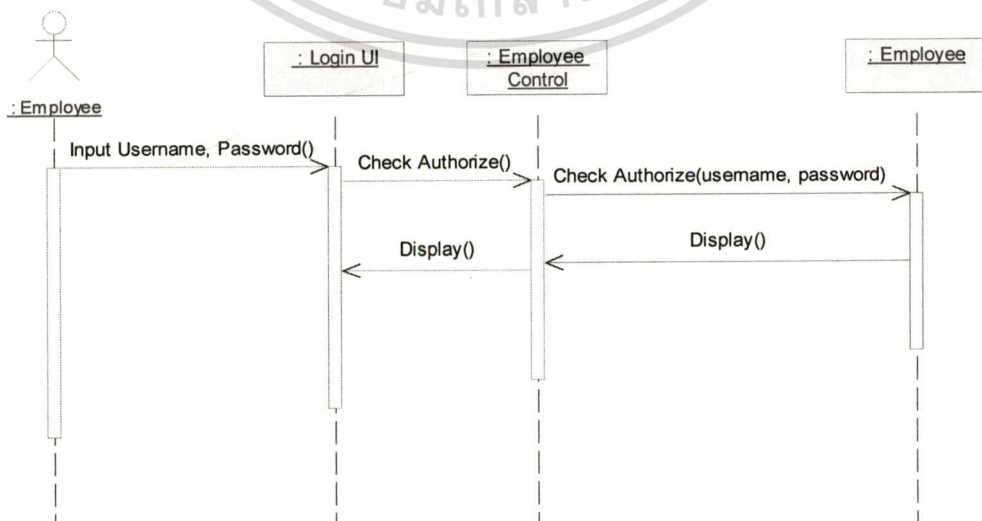 : Login UI
: Employee
Control
: Employee
: Employee
Input Username, Password()
Check Authorize()
Check Authorize(username, password)
Display()
Display()